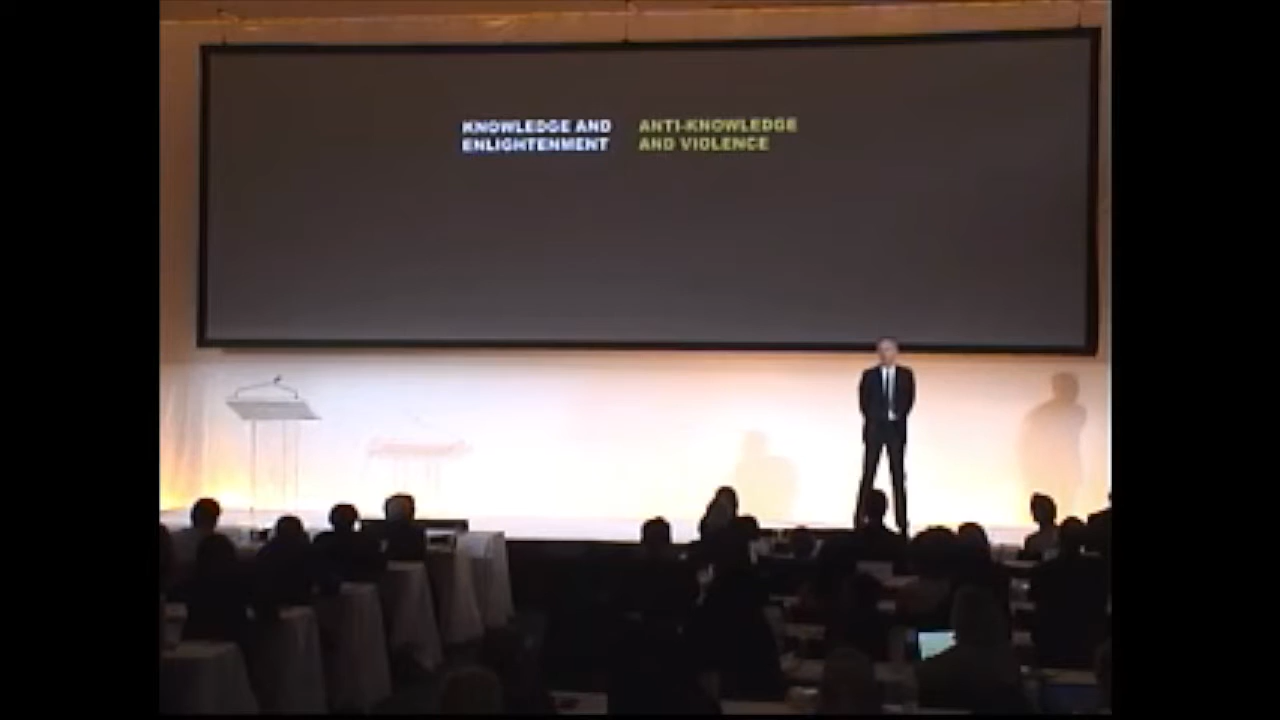 KNOWLEDGE AND
ENLIGHTENMENT
ANTI-KNOWLEDGE
AND VIOLENCE